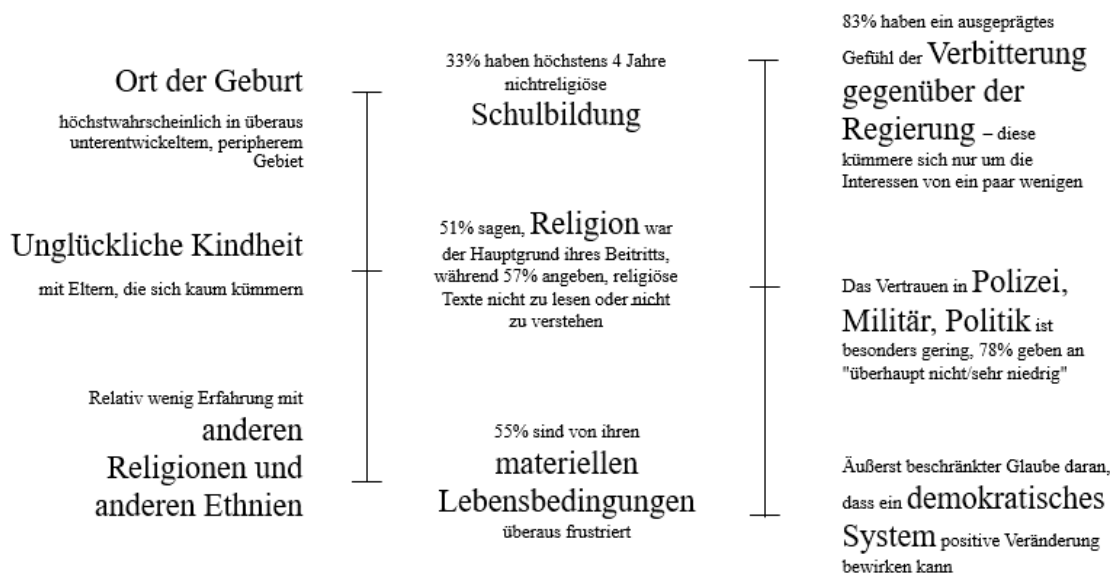 Ort der Geburt
höchstwahrscheinlich in überaus
unterentwickeltem, peripherem
Gebiet
Unglückliche Kindheit
mit Eltern, die sich kaum kümmern
Relativ wenig Erfahrung mit
anderen
Religionen und
anderen Ethnien
33% haben höchstens 4 Jahre
nichtreligiöse
Schulbildung
51% sagen, Religion war
der Hauptgrund ihres Beitritts,
während 57% angeben, religiöse
Texte nicht zu lesen oder nicht
zu verstehen
55% sind von ihren
materiellen
Lebensbedingungen
überaus frustriert
83% haben ein ausgeprägtes
Gefühl der Verbitterung
gegenüber der
Regierung – diese
kümmere sich nur um die
Interessen von ein paar wenigen
Das Vertrauen in Polizei,
Militär, Politik ist
besonders gering, 78% geben an
"überhaupt nicht/sehr niedrig"
Äußerst beschränkter Glaube daran,
dass ein demokratisches
System positive Veränderung
bewirken kann